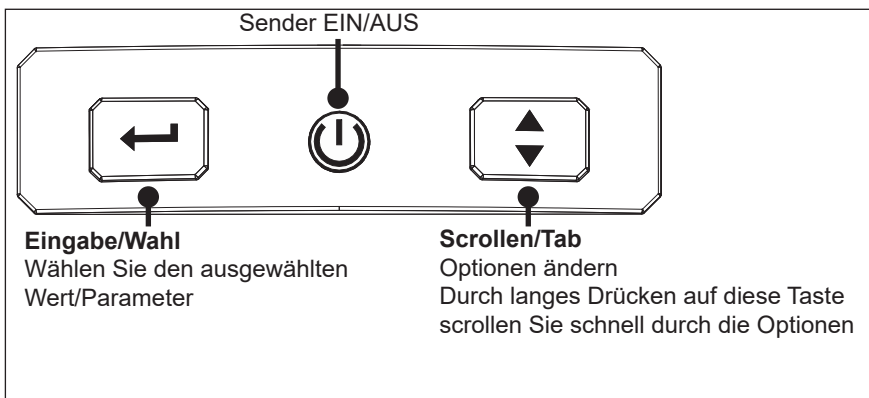 Sender EIN/AUS
Eingabe/Wahl
Wählen Sie den ausgewählten
Wert/Parameter
Scrollen/Tab
Optionen ändern
Durch langes Drücken auf diese Taste
scrollen Sie schnell durch die Optionen